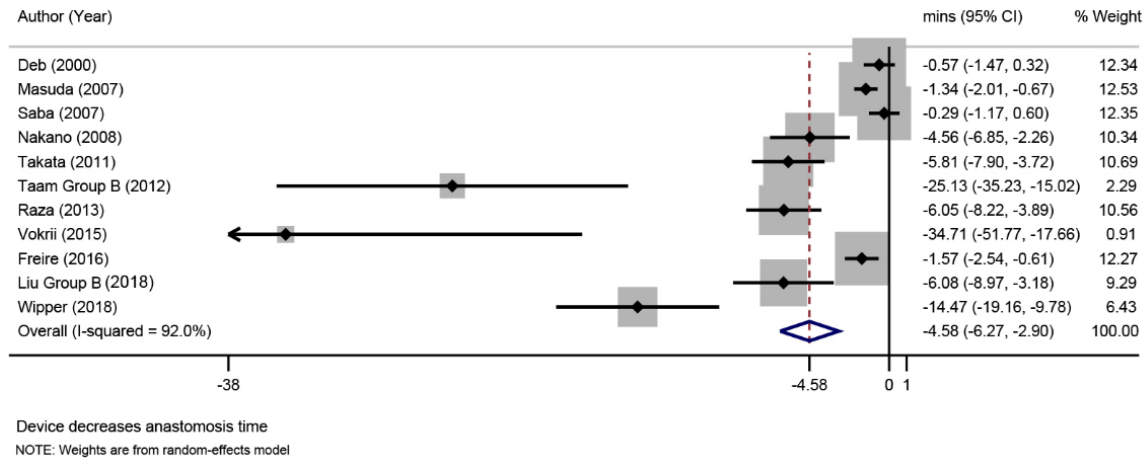 Author (Year) mins (95% CI) % Weight
Deb (2000) -0.57 (-1.47, 0.32) 12.34
Masuda (2007) -1.34 (-2.01, -0.67) 12.53
Saba (2007) -0.29 (-1.17, 0.60) 12.35
Nakano (2008) -4.56 (-6.85, -2.26) 10.34
Takata (2011) -5.81 (-7.90, -3.72) 10.69
Taam Group B (2012) -25.13 (-35.23, -15.02) 2.29
Raza (2013) -6.05 (-8.22, -3.89) 10.56
Vokrii (2015) -34.71 (-51.77, -17.66) 0.91
Freire (2016) -1.57 (-2.54, -0.61) 12.27
Liu Group B (2018) -6.08 (-8.97, -3.18) 9.29
Wipper (2018) -14.47 (-19.16, -9.78) 6.43
Overall (I-squared = 92.0%) -4.58 (-6.27, -2.90) 100.00
-38 -4.58 0 1
Device decreases anastomosis time
NOTE: Weights are from random-effects model